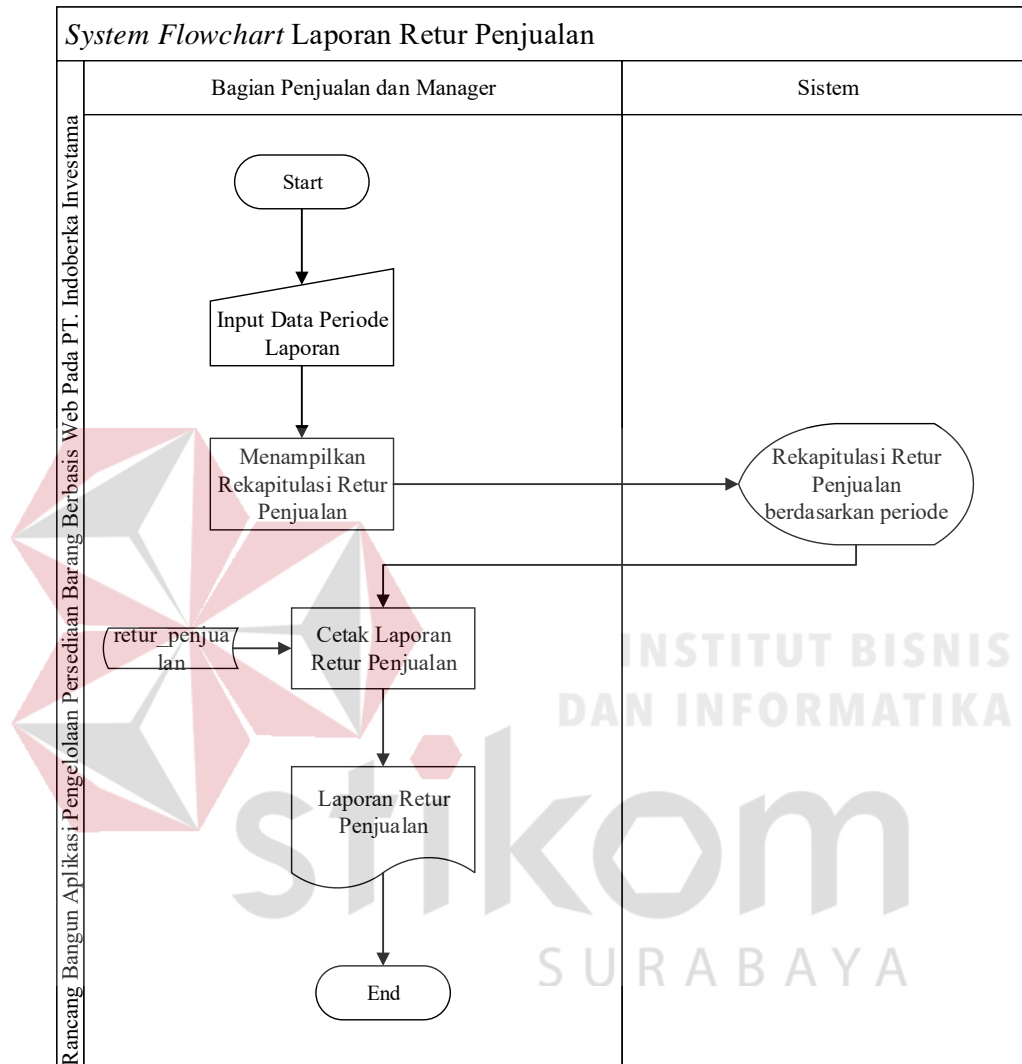 System Flowchart Laporan Retur Penjualan
Rancang Bangun Aplikasi Pengelolaan Persediaan Barang Berbasis Web Pada PT. Indoberka Investama
Bagian Penjualan dan Manager
Sistem
Start
Input Data Periode
Laporan
Menampilkan
Rekapitulasi Retur
Penjualan
Rekapitulasi Retur
Penjualan
berdasarkan periode
retur_penjua
lan
Cetak Laporan
Retur Penjualan
Laporan Retur
Penjualan
End
INSTITUT BISNIS
DAN INFORMATIKA
stikom
SURABAYA